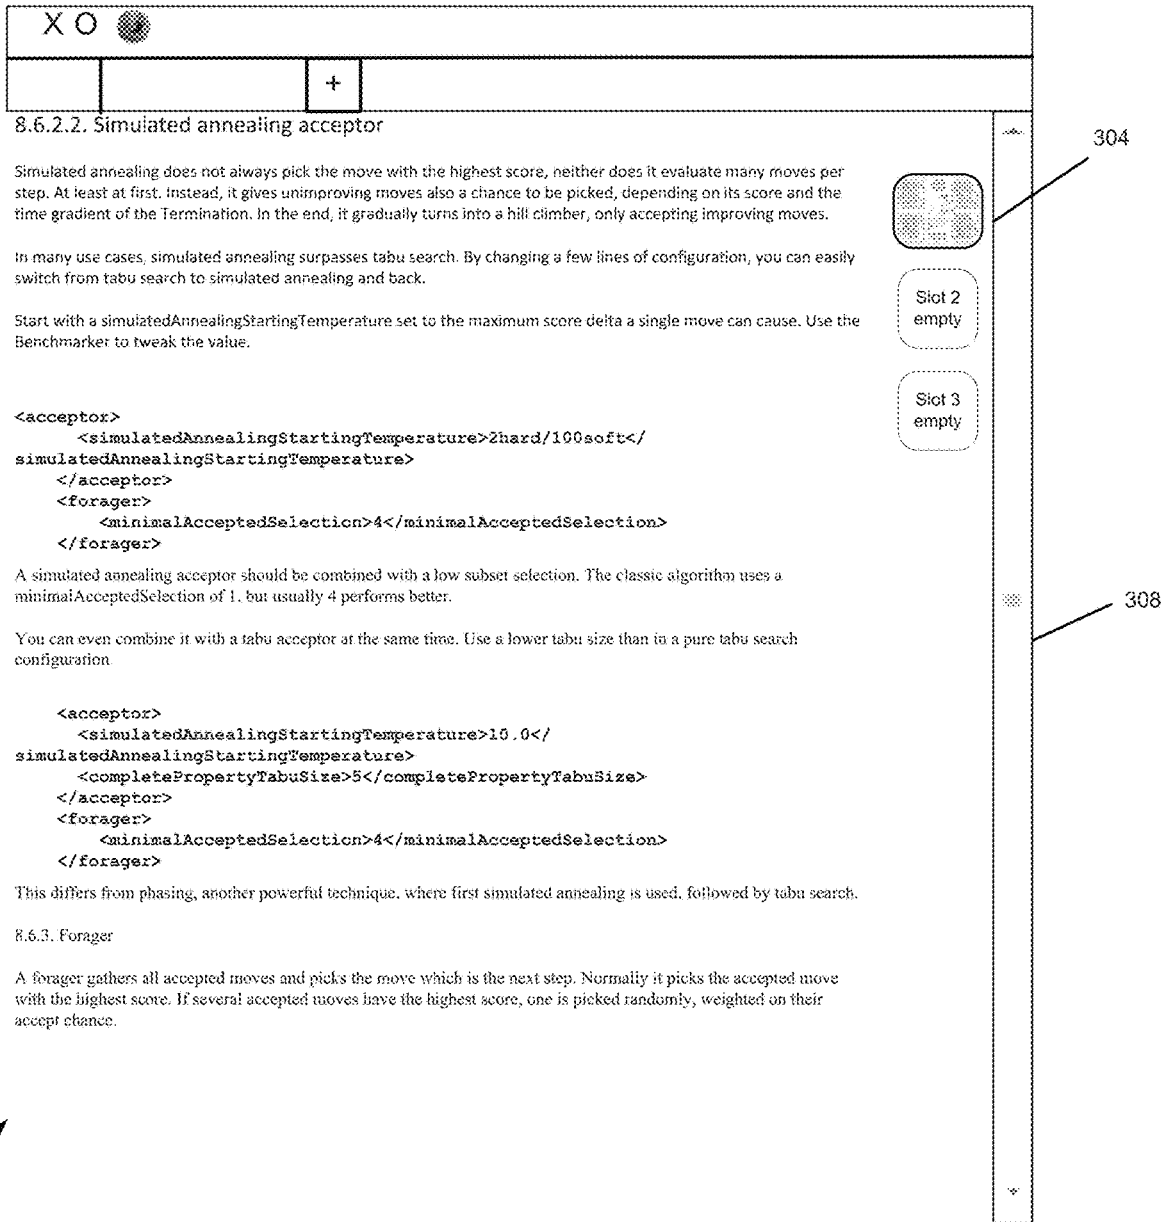 X O
+
8.6.2.2. Simulated annealing acceptor
304
Simulated annealing does not always pick the move with the highest score, neither does it evaluate many moves per
step. At least at first. Instead, it gives unimproving moves also a chance to be picked, depending on its score and the
time gradient of the Termination. In the end, it gradually turns into a hill climber, only accepting improving moves.
In many use cases, simulated annealing surpasses tabu search. By changing a few lines of configuration, you can easily
switch from tabu search to simulated annealing and back.
Slot 2
empty
Start with a simulatedAnnealingStartingTemperature set to the maximum score delta a single move can cause. Use the
Benchmarker to tweak the value.
Slot 3
empty
<acceptor>
<simulatedAnnealingStartingTemperature>2hard/100soft</
simulatedAnnealingStartingTemperature>
</acceptor>
<forager>
<minimalAcceptedSelection>4</minimalAcceptedSelection>
</forager>
A simulated annealing acceptor should be combined with a low subset selection. The classic algorithm uses a
minimalAcceptedSelection of 1, but usually 4 performs better.
308
You can even combine it with a tabu acceptor at the same time. Use a lower tabu size than in a pure tabu search
configuration
<acceptor>
<simulatedAnnealingStartingTemperature>10.0</
simulatedAnnealingStartingTemperature>
<completePropertyTabuSize>5</completePropertyTabuSize>
</acceptor>
<forager>
<minimalAcceptedSelection>4</minimalAcceptedSelection>
</forager>
This differs from phasing, another powerful technique, where first simulated annealing is used, followed by tabu search.
8.6.3. Forager
A forager gathers all accepted moves and picks the move which is the next step. Normally it picks the accepted move
with the highest score. If several accepted moves have the highest score, one is picked randomly, weighted on their
accept chance.